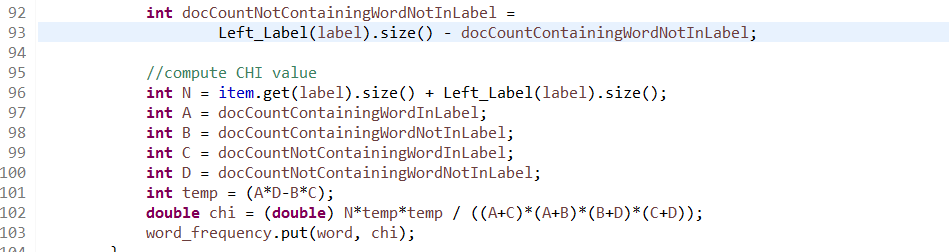 92 int docCountNotContainingWordNotInLabel =
93 Left_Label(label).size() - docCountContainingWordNotInLabel;
94
95 //compute CHI value
96 int N = item.get(label).size() + Left_Label(label).size();
97 int A = docCountContainingWordInLabel;
98 int B = docCountContainingWordNotInLabel;
99 int C = docCountNotContainingWordInLabel;
100 int D = docCountNotContainingWordNotInLabel;
101 int temp = (A*D-B*C);
102 double chi = (double) N*temp*temp / ((A+C)*(A+B)*(B+D)*(C+D));
103 word_frequency.put(word, chi);
104 }